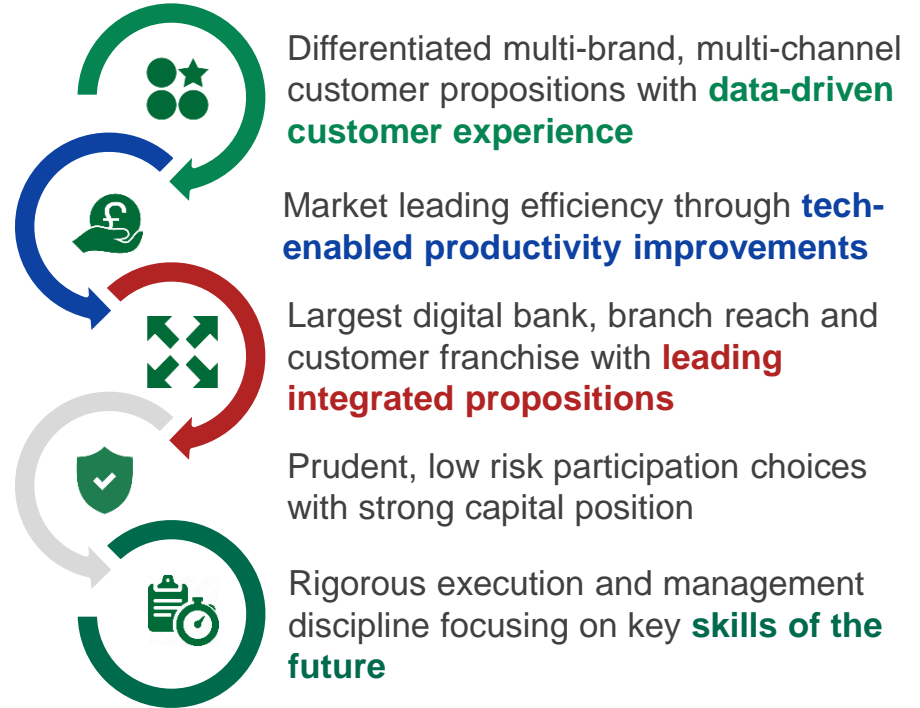 Differentiated multi-brand, multi-channel
customer propositions with data-driven
customer experience
£
Market leading efficiency through tech-
enabled productivity improvements
Largest digital bank, branch reach and
customer franchise with leading
integrated propositions
Prudent, low risk participation choices
with strong capital position
Rigorous execution and management
discipline focusing on key skills of the
future